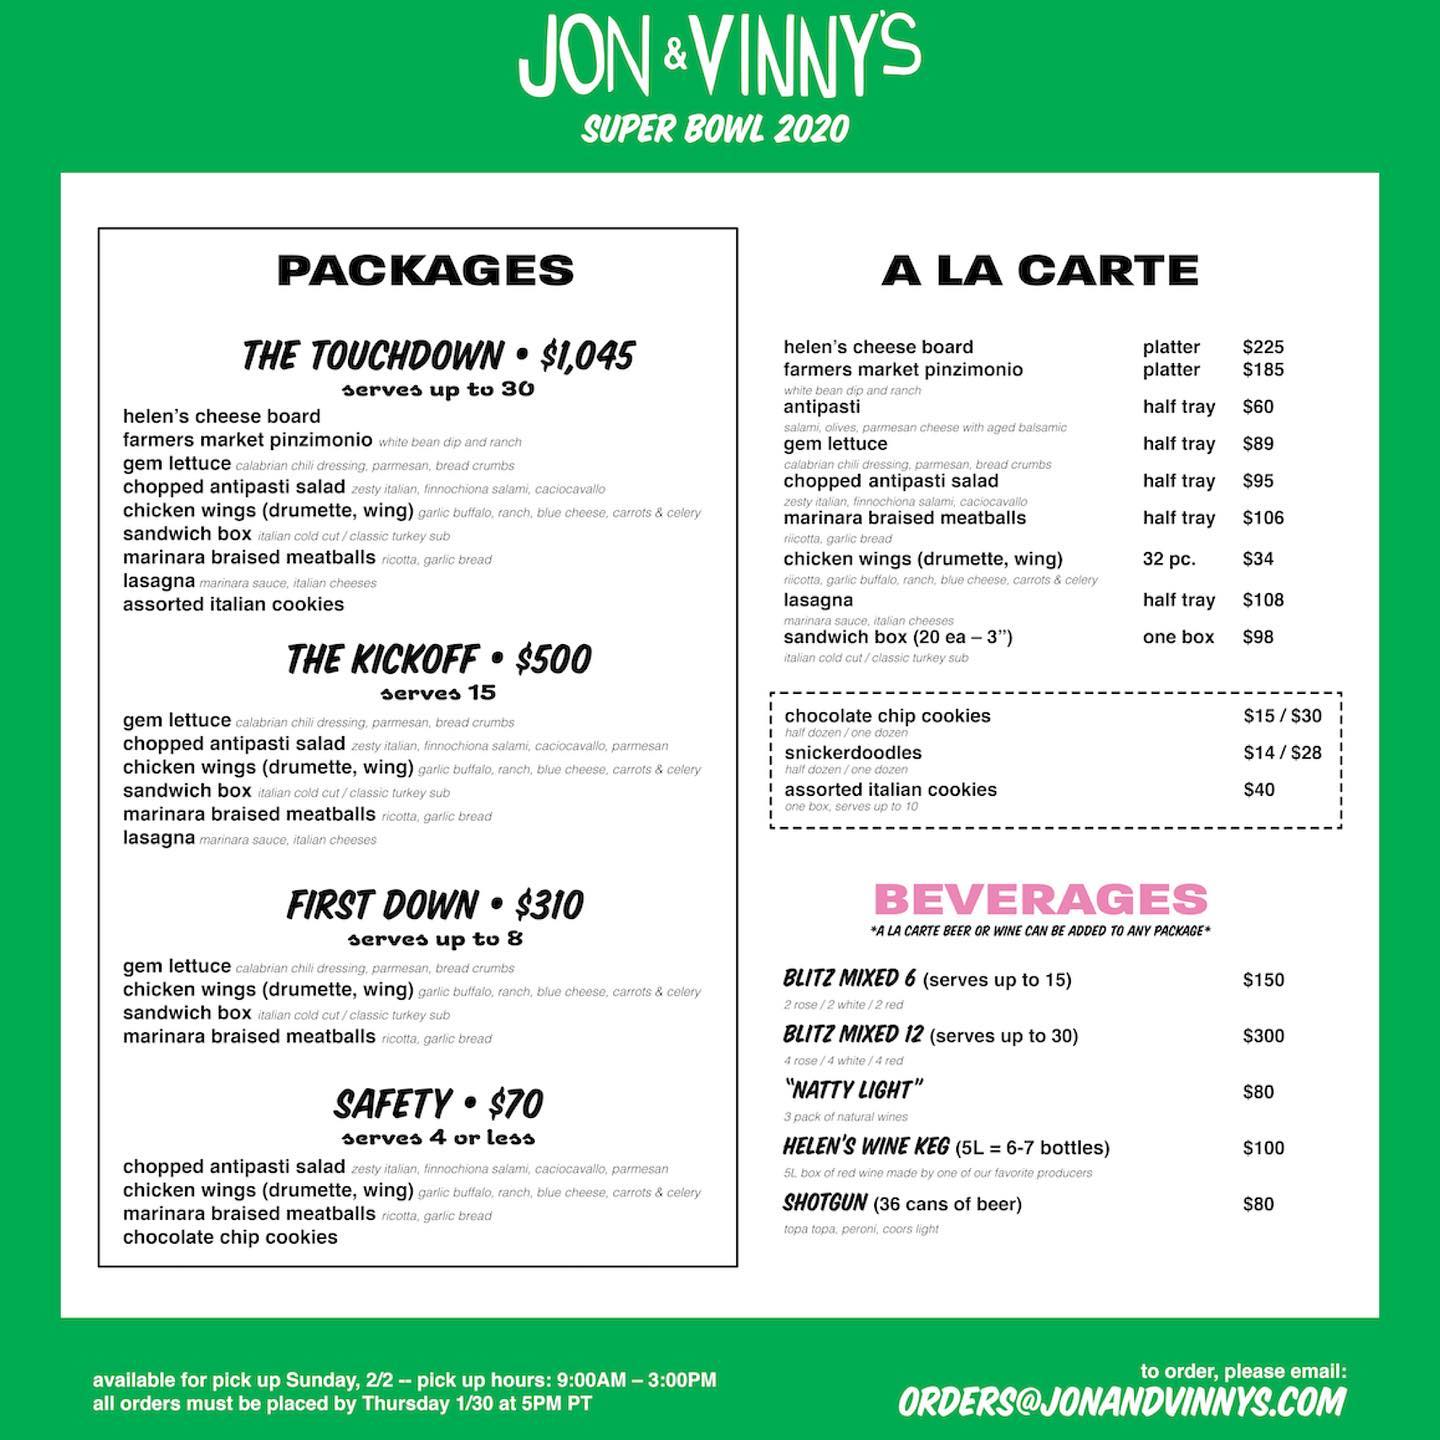 JON & VINNY'S
SUPER BOWL 2020
PACKAGES
THE TOUCHDOWN • $1,045
serves up to 30
helen's cheese board
farmers market pinzimonio white bean dip and ranch
gem lettuce calabrian chili dressing, parmesan, bread crumbs
chopped antipasti salad zesty italian, finnochiona salami, caciocavallo
chicken wings (drumette, wing) garlic buffalo, ranch, blue cheese, carrots & celery
sandwich box italian cold cut / classic turkey sub
marinara braised meatballs ricotta, garlic bread
lasagna marinara sauce, italian cheeses
assorted italian cookies
THE KICKOFF • $500
serves 15
gem lettuce calabrian chili dressing, parmesan, bread crumbs
chopped antipasti salad zesty italian, finnochiona salami, caciocavallo, parmesan
chicken wings (drumette, wing) garlic buffalo, ranch, blue cheese, carrots & celery
sandwich box italian cold cut / classic turkey sub
marinara braised meatballs ricotta, garlic bread
lasagna marinara sauce, italian cheeses
FIRST DOWN • $310
serves up to 8
gem lettuce calabrian chili dressing, parmesan, bread crumbs
chicken wings (drumette, wing) garlic buffalo, ranch, blue cheese, carrots & celery
sandwich box italian cold cut / classic turkey sub
marinara braised meatballs ricotta, garlic bread
SAFETY • $70
serves 4 or less
chopped antipasti salad zesty italian, finnochiona salami, caciocavallo, parmesan
chicken wings (drumette, wing) garlic buffalo, ranch, blue cheese, carrots & celery
marinara braised meatballs ricotta, garlic bread
chocolate chip cookies
A LA CARTE
helen's cheese board platter $225
farmers market pinzimonio platter $185
white bean dip and ranch
antipasti half tray $60
salami, olives, parmesan cheese with aged balsamic
gem lettuce half tray $89
calabrian chili dressing, parmesan, bread crumbs
chopped antipasti salad half tray $95
zesty italian, finnochiona salami, caciocavallo
marinara braised meatballs half tray $106
riicotta, garlic bread
chicken wings (drumette, wing) 32 pc. $34
riicotta, garlic buffalo, ranch, blue cheese, carrots & celery
lasagna half tray $108
marinara sauce, italian cheeses
sandwich box (20 ea – 3”) one box $98
italian cold cut / classic turkey sub
chocolate chip cookies $15 / $30
half dozen / one dozen
snickerdoodles $14 / $28
half dozen / one dozen
assorted italian cookies $40
one box, serves up to 10
BEVERAGES
*A LA CARTE BEER OR WINE CAN BE ADDED TO ANY PACKAGE*
BLITZ MIXED 6 (serves up to 15) $150
2 rose / 2 white / 2 red
BLITZ MIXED 12 (serves up to 30) $300
4 rose / 4 white / 4 red
“NATTY LIGHT” $80
3 pack of natural wines
HELEN'S WINE KEG (5L = 6-7 bottles) $100
5L box of red wine made by one of our favorite producers
SHOTGUN (36 cans of beer) $80
topa topa, peroni, coors light
available for pick up Sunday, 2/2 -- pick up hours: 9:00AM – 3:00PM
all orders must be placed by Thursday 1/30 at 5PM PT
to order, please email:
ORDERS@JONANDVINNYS.COM